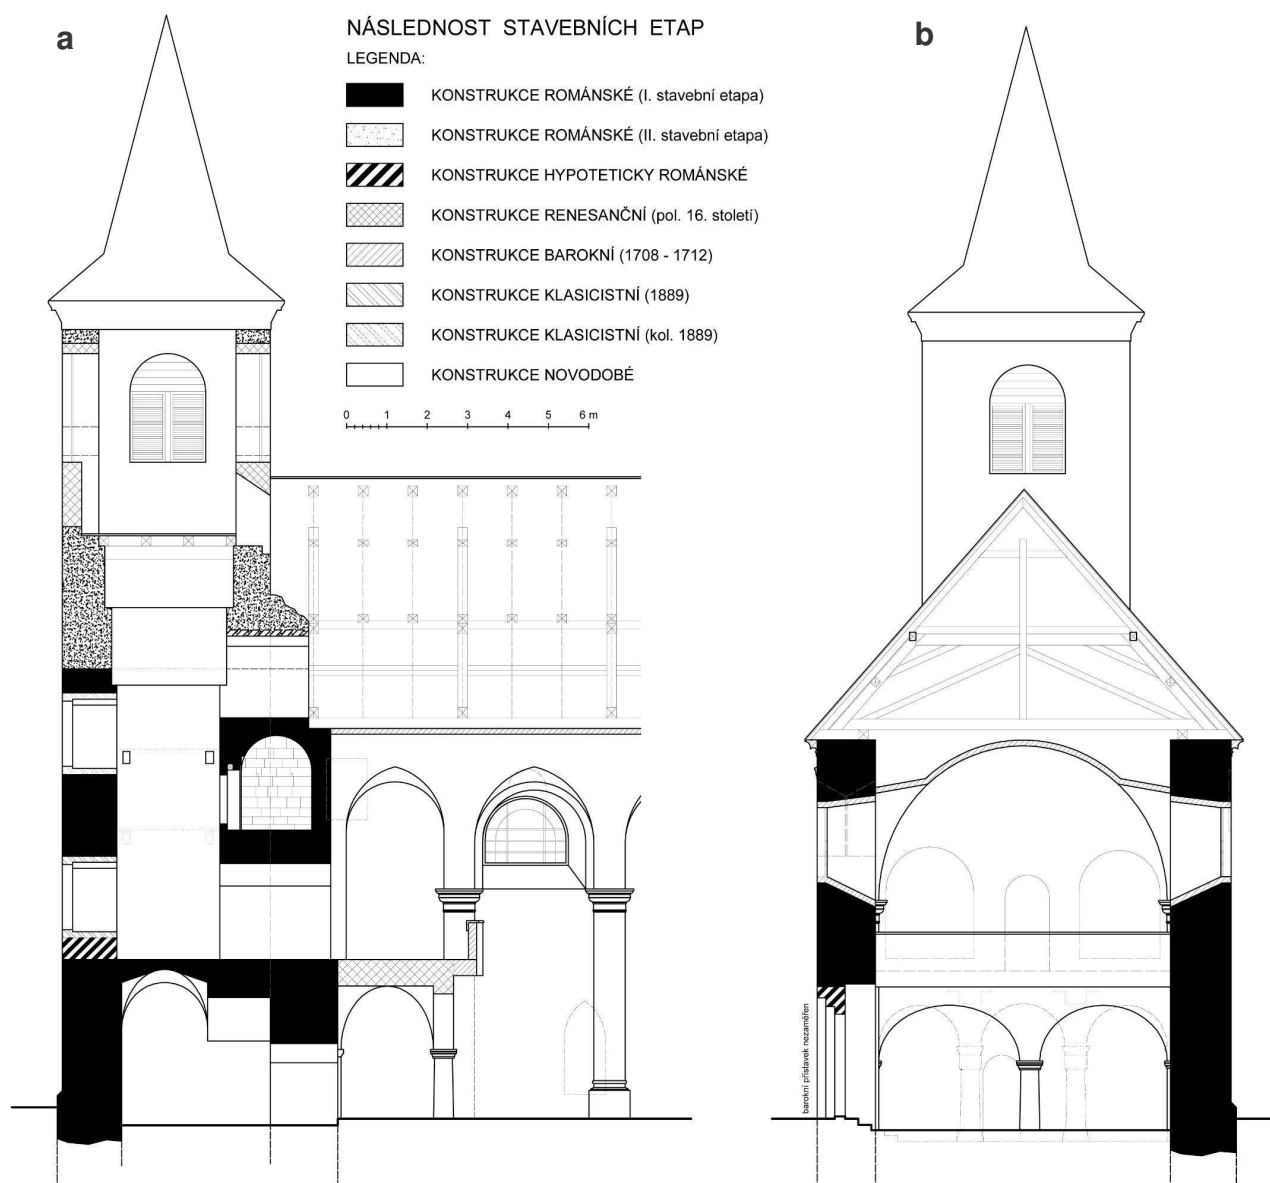 a
b
NÁSLEDNOST STAVEBNÍCH ETAP
LEGENDA:
KONSTRUKCE ROMÁNSKÉ (I. stavební etapa)
KONSTRUKCE ROMÁNSKÉ (II. stavební etapa)
KONSTRUKCE HYPOTETICKY ROMÁNSKÉ
KONSTRUKCE RENESANČNÍ (pol. 16. století)
KONSTRUKCE BAROKNÍ (1708 - 1712)
KONSTRUKCE KLASICISTNÍ (1889)
KONSTRUKCE KLASICISTNÍ (kol. 1889)
KONSTRUKCE NOVODOBÉ
0 1 2 3 4 5 6 m
barokní přístavek nezaměřen